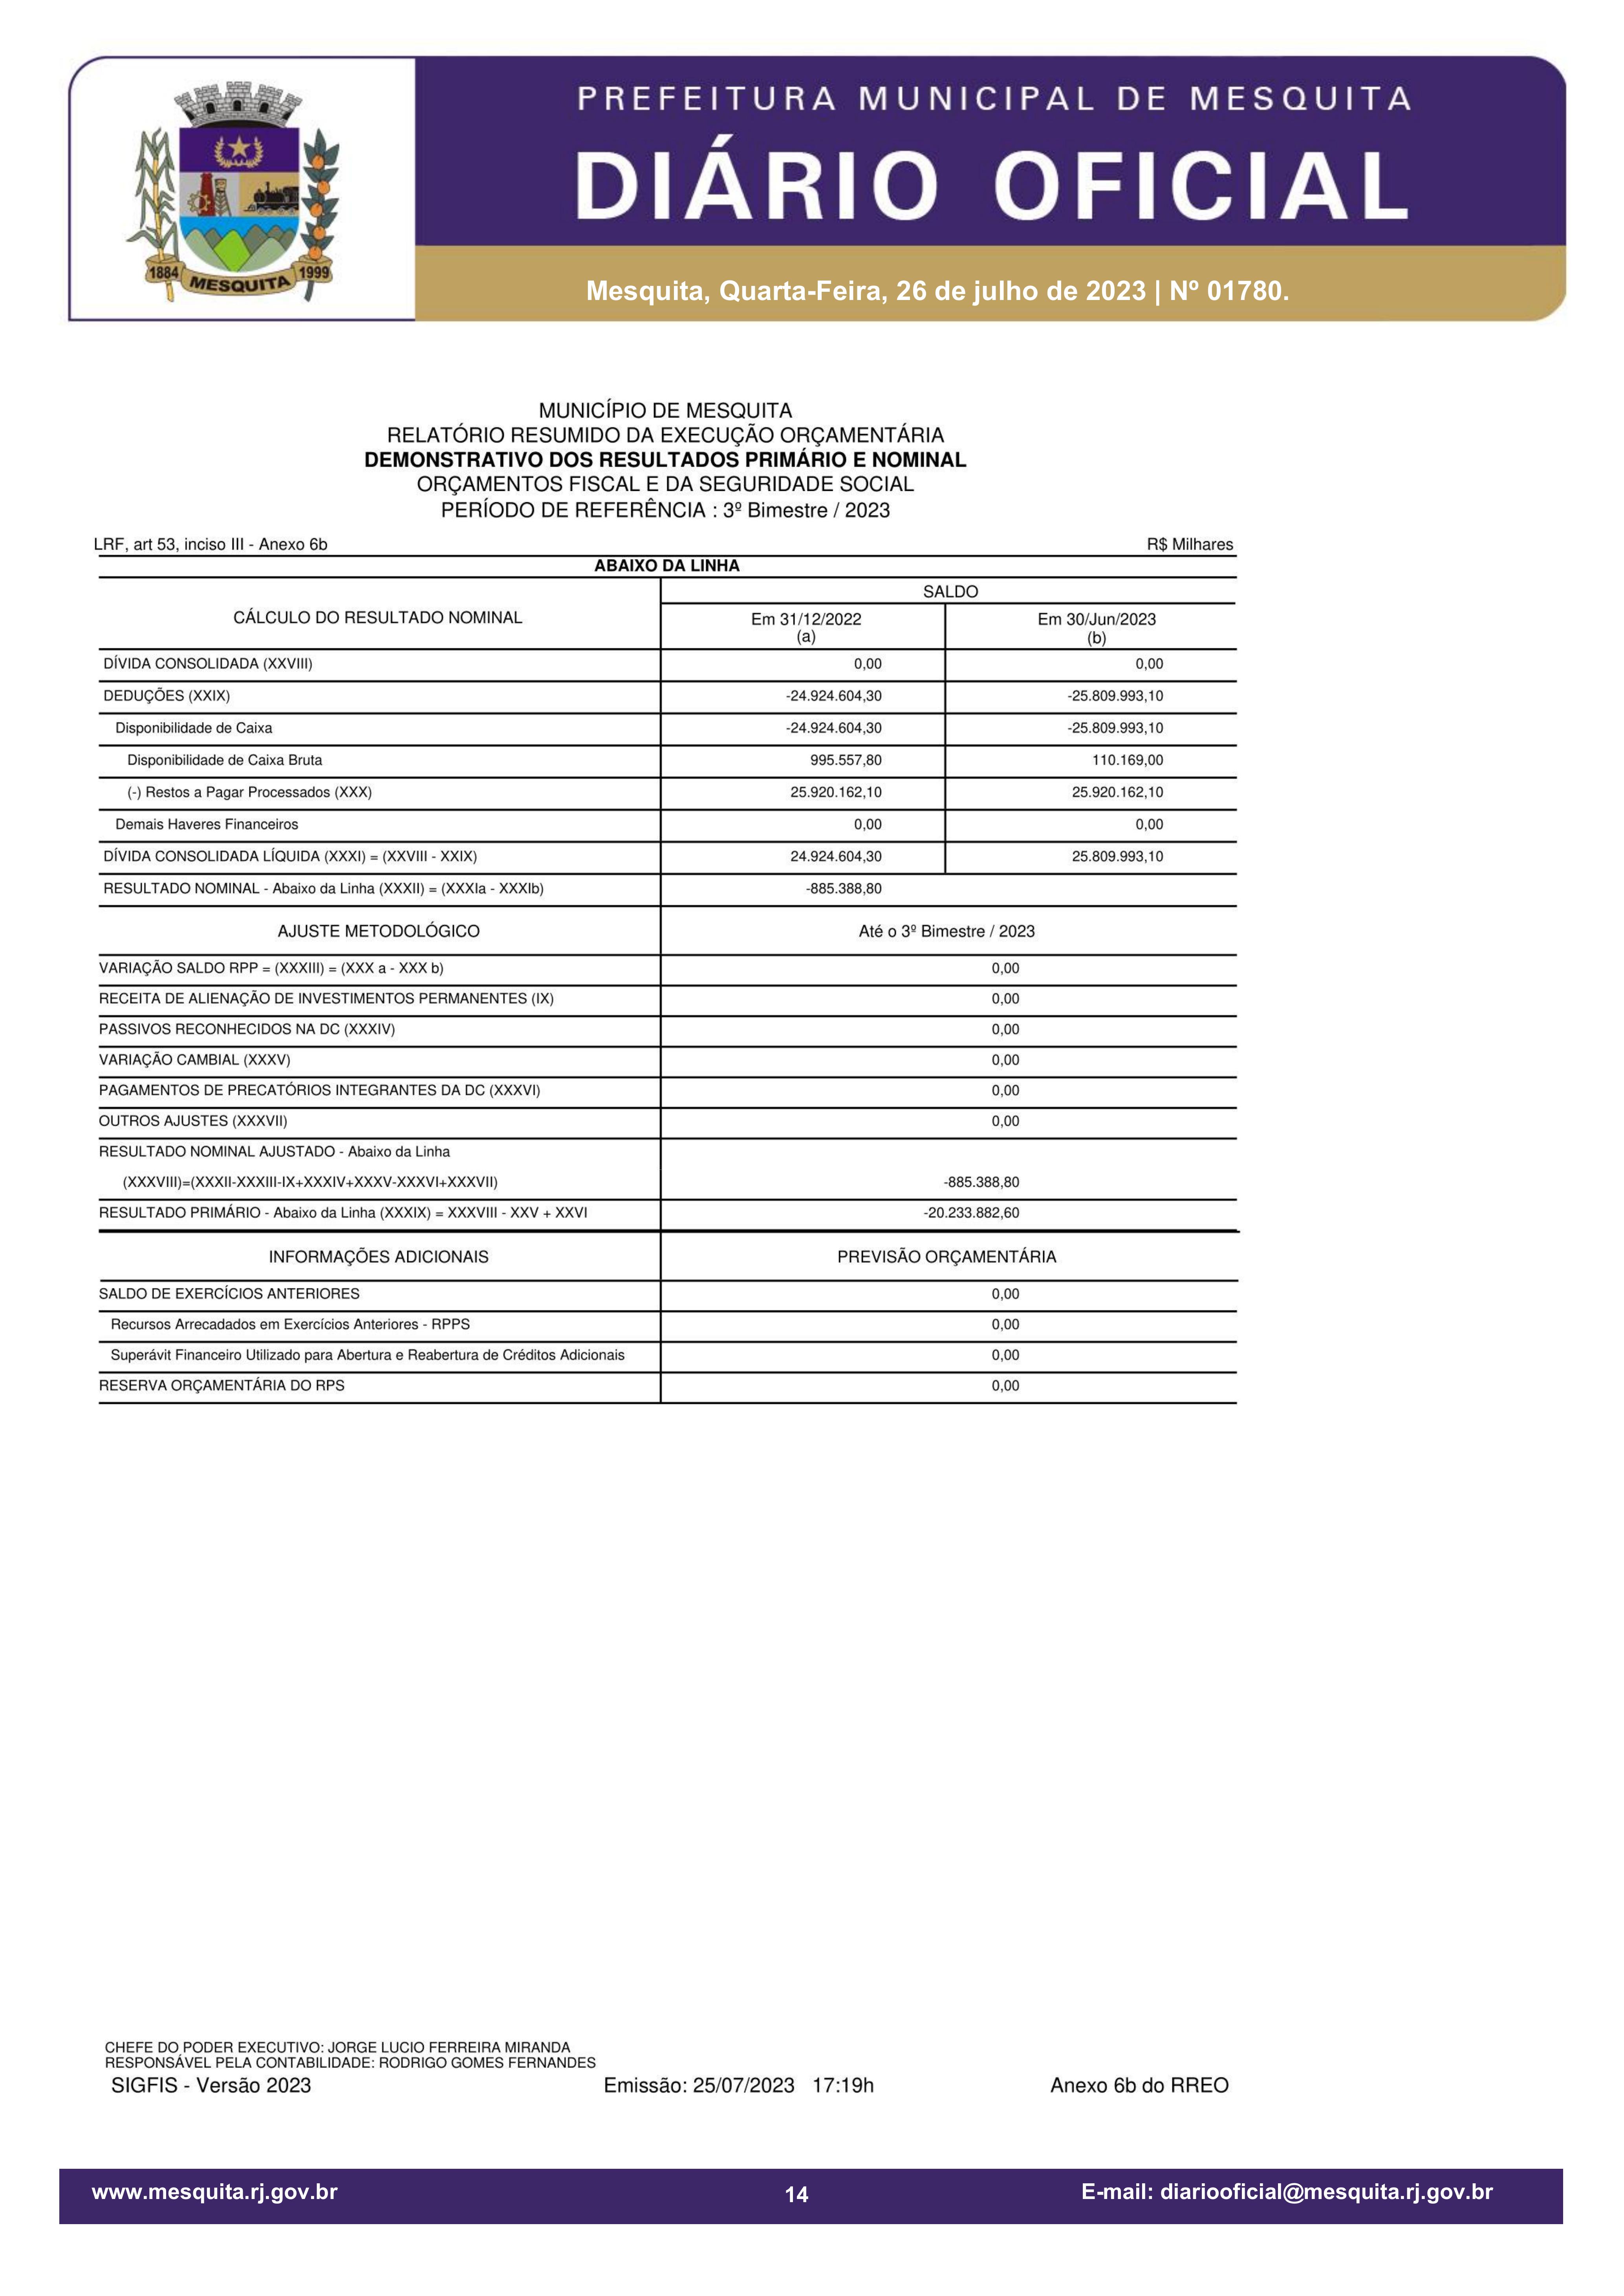 PREFEITURA MUNICIPAL DE MESQUITA
DIÁRIO OFICIAL
1884 MESQUITA 1999
Mesquita, Quarta-Feira, 26 de julho de 2023 | Nº 01780.
MUNICÍPIO DE MESQUITA
RELATÓRIO RESUMIDO DA EXECUÇÃO ORÇAMENTÁRIA
DEMONSTRATIVO DOS RESULTADOS PRIMÁRIO E NOMINAL
ORÇAMENTOS FISCAL E DA SEGURIDADE SOCIAL
PERÍODO DE REFERÊNCIA : 3º Bimestre / 2023
LRF, art 53, inciso III - Anexo 6b R$ Milhares
ABAIXO DA LINHA
SALDO
CÁLCULO DO RESULTADO NOMINAL Em 31/12/2022 Em 30/Jun/2023
(a) (b)
DÍVIDA CONSOLIDADA (XXVIII) 0,00 0,00
DEDUÇÕES (XXIX) -24.924.604,30 -25.809.993,10
Disponibilidade de Caixa -24.924.604,30 -25.809.993,10
Disponibilidade de Caixa Bruta 995.557,80 110.169,00
(-) Restos a Pagar Processados (XXX) 25.920.162,10 25.920.162,10
Demais Haveres Financeiros 0,00 0,00
DÍVIDA CONSOLIDADA LÍQUIDA (XXXI) = (XXVIII - XXIX) 24.924.604,30 25.809.993,10
RESULTADO NOMINAL - Abaixo da Linha (XXXII) = (XXXIa - XXXIb) -885.388,80
AJUSTE METODOLÓGICO Até o 3º Bimestre / 2023
VARIAÇÃO SALDO RPP = (XXXIII) = (XXX a - XXX b) 0,00
RECEITA DE ALIENAÇÃO DE INVESTIMENTOS PERMANENTES (IX) 0,00
PASSIVOS RECONHECIDOS NA DC (XXXIV) 0,00
VARIAÇÃO CAMBIAL (XXXV) 0,00
PAGAMENTOS DE PRECATÓRIOS INTEGRANTES DA DC (XXXVI) 0,00
OUTROS AJUSTES (XXXVII) 0,00
RESULTADO NOMINAL AJUSTADO - Abaixo da Linha
(XXXVIII)=(XXXII-XXXIII-IX+XXXIV+XXXV-XXXVI+XXXVII) -885.388,80
RESULTADO PRIMÁRIO - Abaixo da Linha (XXXIX) = XXXVIII - XXV + XXVI -20.233.882,60
INFORMAÇÕES ADICIONAIS PREVISÃO ORÇAMENTÁRIA
SALDO DE EXERCÍCIOS ANTERIORES 0,00
Recursos Arrecadados em Exercícios Anteriores - RPPS 0,00
Superávit Financeiro Utilizado para Abertura e Reabertura de Créditos Adicionais 0,00
RESERVA ORÇAMENTÁRIA DO RPS 0,00
CHEFE DO PODER EXECUTIVO: JORGE LUCIO FERREIRA MIRANDA
RESPONSÁVEL PELA CONTABILIDADE: RODRIGO GOMES FERNANDES
SIGFIS - Versão 2023 Emissão: 25/07/2023 17:19h Anexo 6b do RREO
www.mesquita.rj.gov.br 14 E-mail: diariooficial@mesquita.rj.gov.br